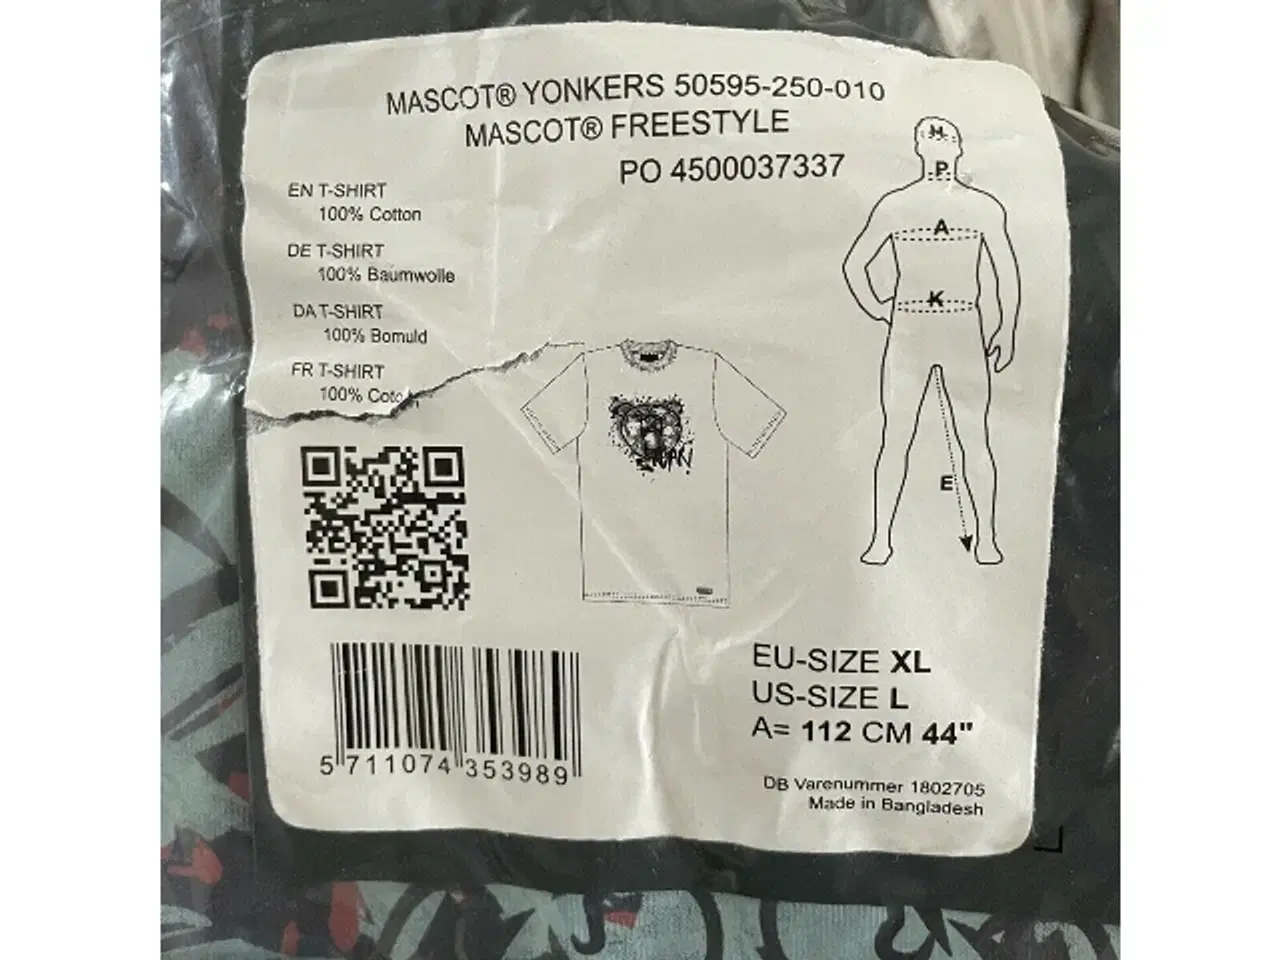 MASCOT® YONKERS 50595-250-010
MASCOT® FREESTYLE
PO 4500037337
EN T-SHIRT
100% Cotton
DE T-SHIRT
100% Baumwolle
DA T-SHIRT
100% Bomuld
FR T-SHIRT
100%
H
P
A
K
E
EU-SIZE XL
US-SIZE L
A= 112 CM 44"
5 711074 353989
DB Varenummer 1802705
Made in Bangladesh